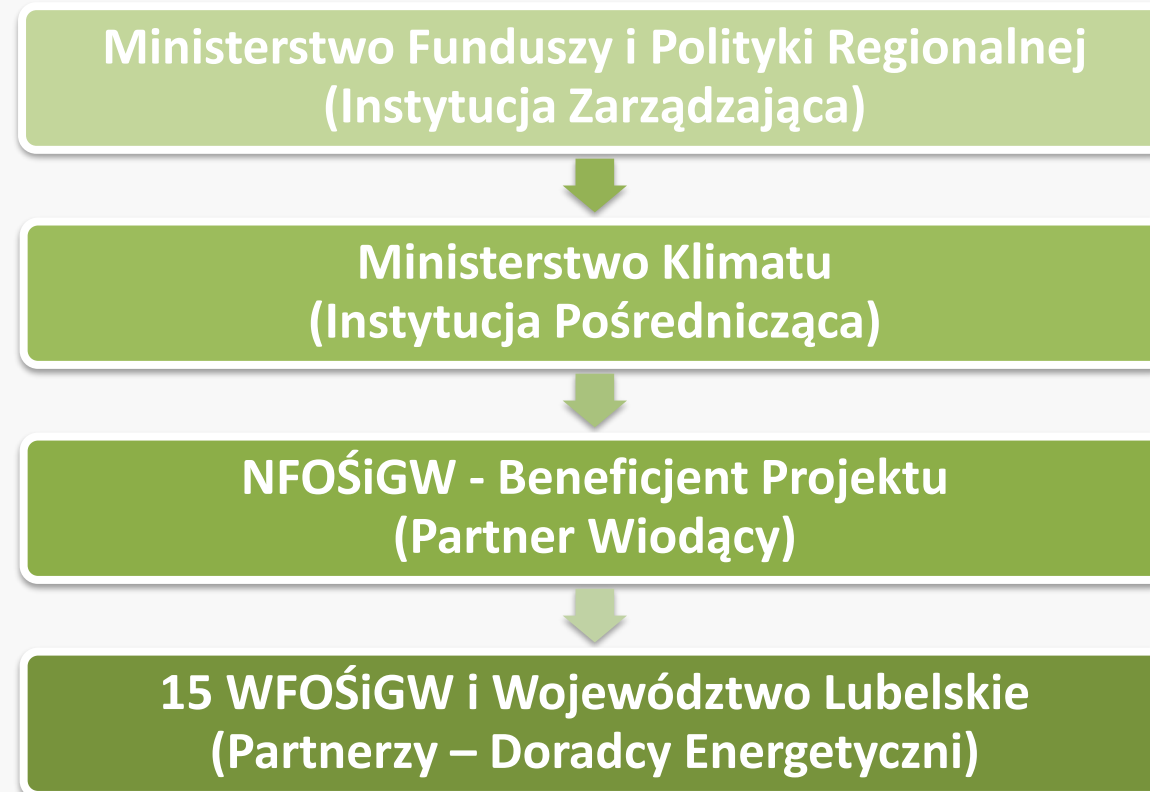 Ministerstwo Funduszy i Polityki Regionalnej
(Instytucja Zarządzająca)
Ministerstwo Klimatu
(Instytucja Pośrednicząca)
NFOŚiGW - Beneficjent Projektu
(Partner Wiodący)
15 WFOŚiGW i Województwo Lubelskie
(Partnerzy – Doradcy Energetyczni)